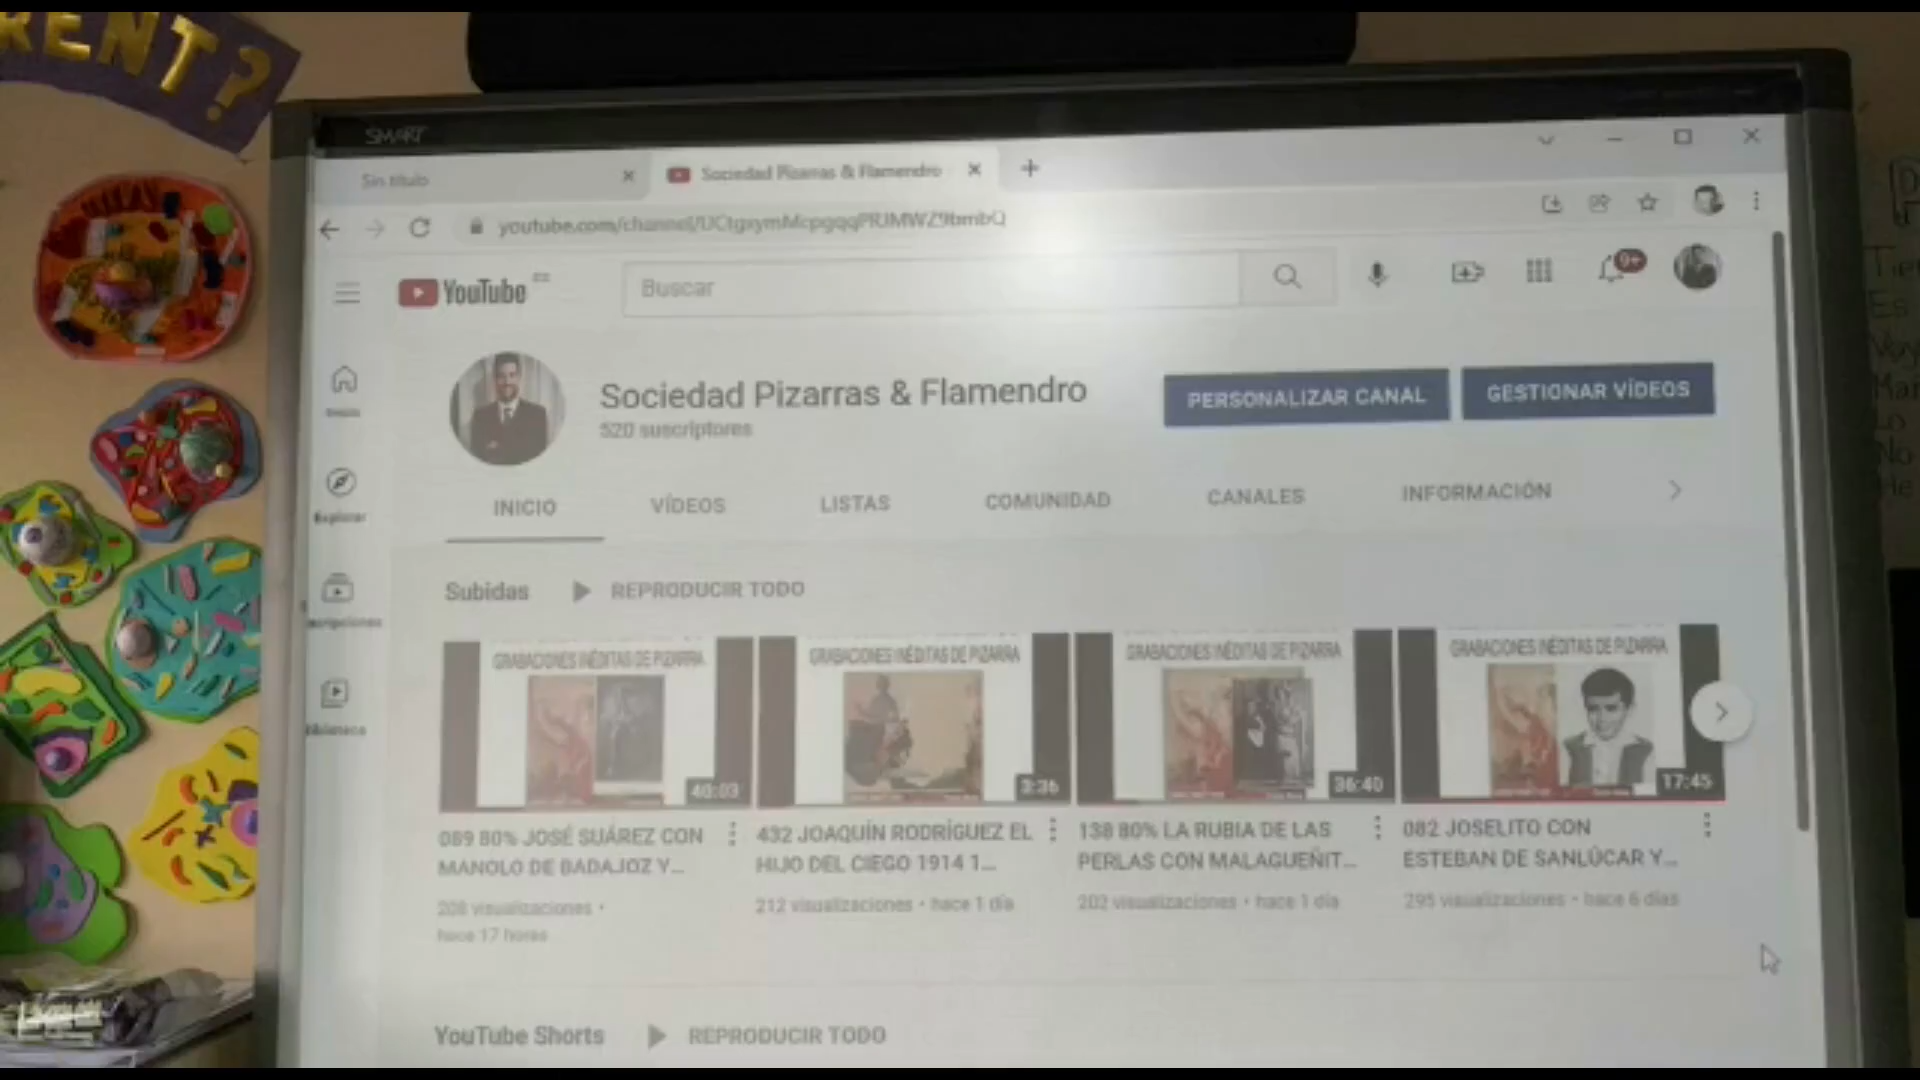 RENT?
SMART
Sin título
Sociedad Pizarras & Flamendro
youtube.com/channel/UCtgxymMcpgqqPRJMWZ9bmbQ
YouTube ES
Buscar
9+
Sociedad Pizarras & Flamendro
520 suscriptores
PERSONALIZAR CANAL
GESTIONAR VÍDEOS
Inicio
Explorar
INICIO
VÍDEOS
LISTAS
COMUNIDAD
CANALES
INFORMACIÓN
Subidas
REPRODUCIR TODO
GRABACIONES INÉDITAS DE PIZARRA
GRABACIONES INÉDITAS DE PIZARRA
GRABACIONES INÉDITAS DE PIZARRA
GRABACIONES INÉDITAS DE PIZARRA
40:03
3:36
36:40
17:45
089 80% JOSÉ SUÁREZ CON
MANOLO DE BADAJOZ Y...
208 visualizaciones •
hace 17 horas
432 JOAQUÍN RODRÍGUEZ EL
HIJO DEL CIEGO 1914 1...
212 visualizaciones • hace 1 día
138 80% LA RUBIA DE LAS
PERLAS CON MALAGUEÑIT...
202 visualizaciones • hace 1 día
082 JOSELITO CON
ESTEBAN DE SANLÚCAR Y...
295 visualizaciones • hace 6 días
YouTube Shorts
REPRODUCIR TODO